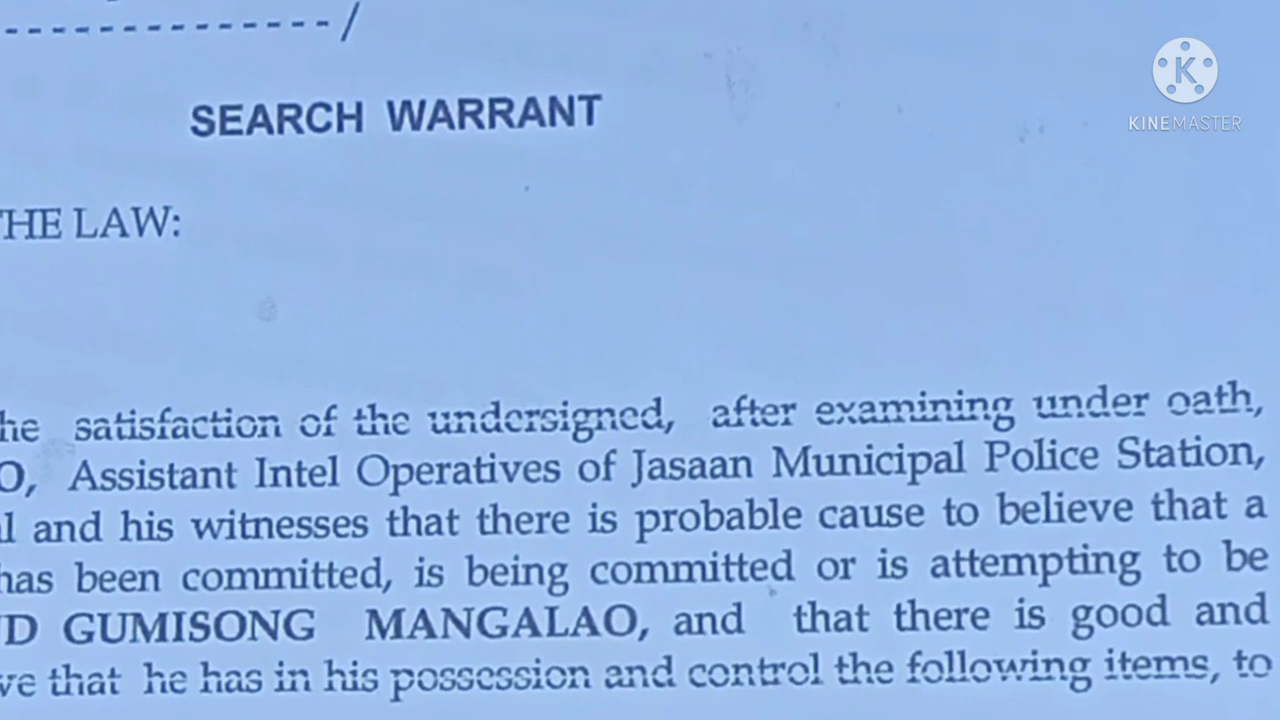 --------------/
SEARCH WARRANT
K
KINEMASTER
THE LAW:
he satisfaction of the undersigned, after examining under oath,
O, Assistant Intel Operatives of Jasaan Municipal Police Station,
l and his witnesses that there is probable cause to believe that a
has been committed, is being committed or is attempting to be
D GUMISONG MANGALAO, and that there is good and
ve that he has in his possession and control the following items, to